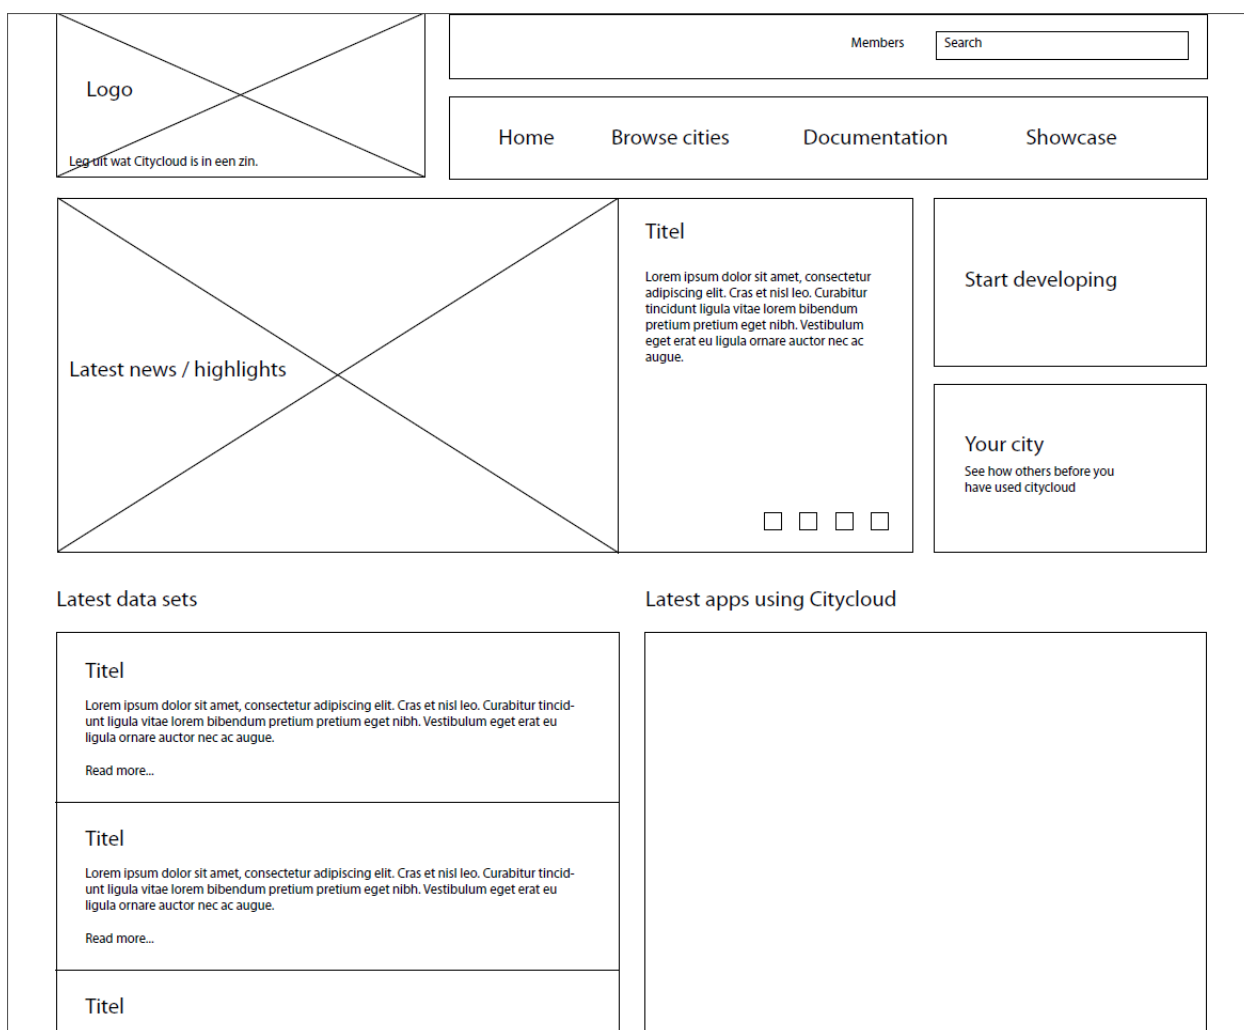 Members
Search
Logo
Leg uit wat Citycloud is in een zin.
Home
Browse cities
Documentation
Showcase
Latest news / highlights
Titel
Lorem ipsum dolor sit amet, consectetur
adipiscing elit. Cras et nisl leo. Curabitur
tincidunt ligula vitae lorem bibendum
pretium pretium eget nibh. Vestibulum
eget erat eu ligula ornare auctor nec ac
augue.
Start developing
Your city
See how others before you
have used citycloud
Latest data sets
Titel
Lorem ipsum dolor sit amet, consectetur adipiscing elit. Cras et nisl leo. Curabitur tincid-
unt ligula vitae lorem bibendum pretium pretium eget nibh. Vestibulum eget erat eu
ligula ornare auctor nec ac augue.
Read more...
Titel
Lorem ipsum dolor sit amet, consectetur adipiscing elit. Cras et nisl leo. Curabitur tincid-
unt ligula vitae lorem bibendum pretium pretium eget nibh. Vestibulum eget erat eu
ligula ornare auctor nec ac augue.
Read more...
Titel
Latest apps using Citycloud